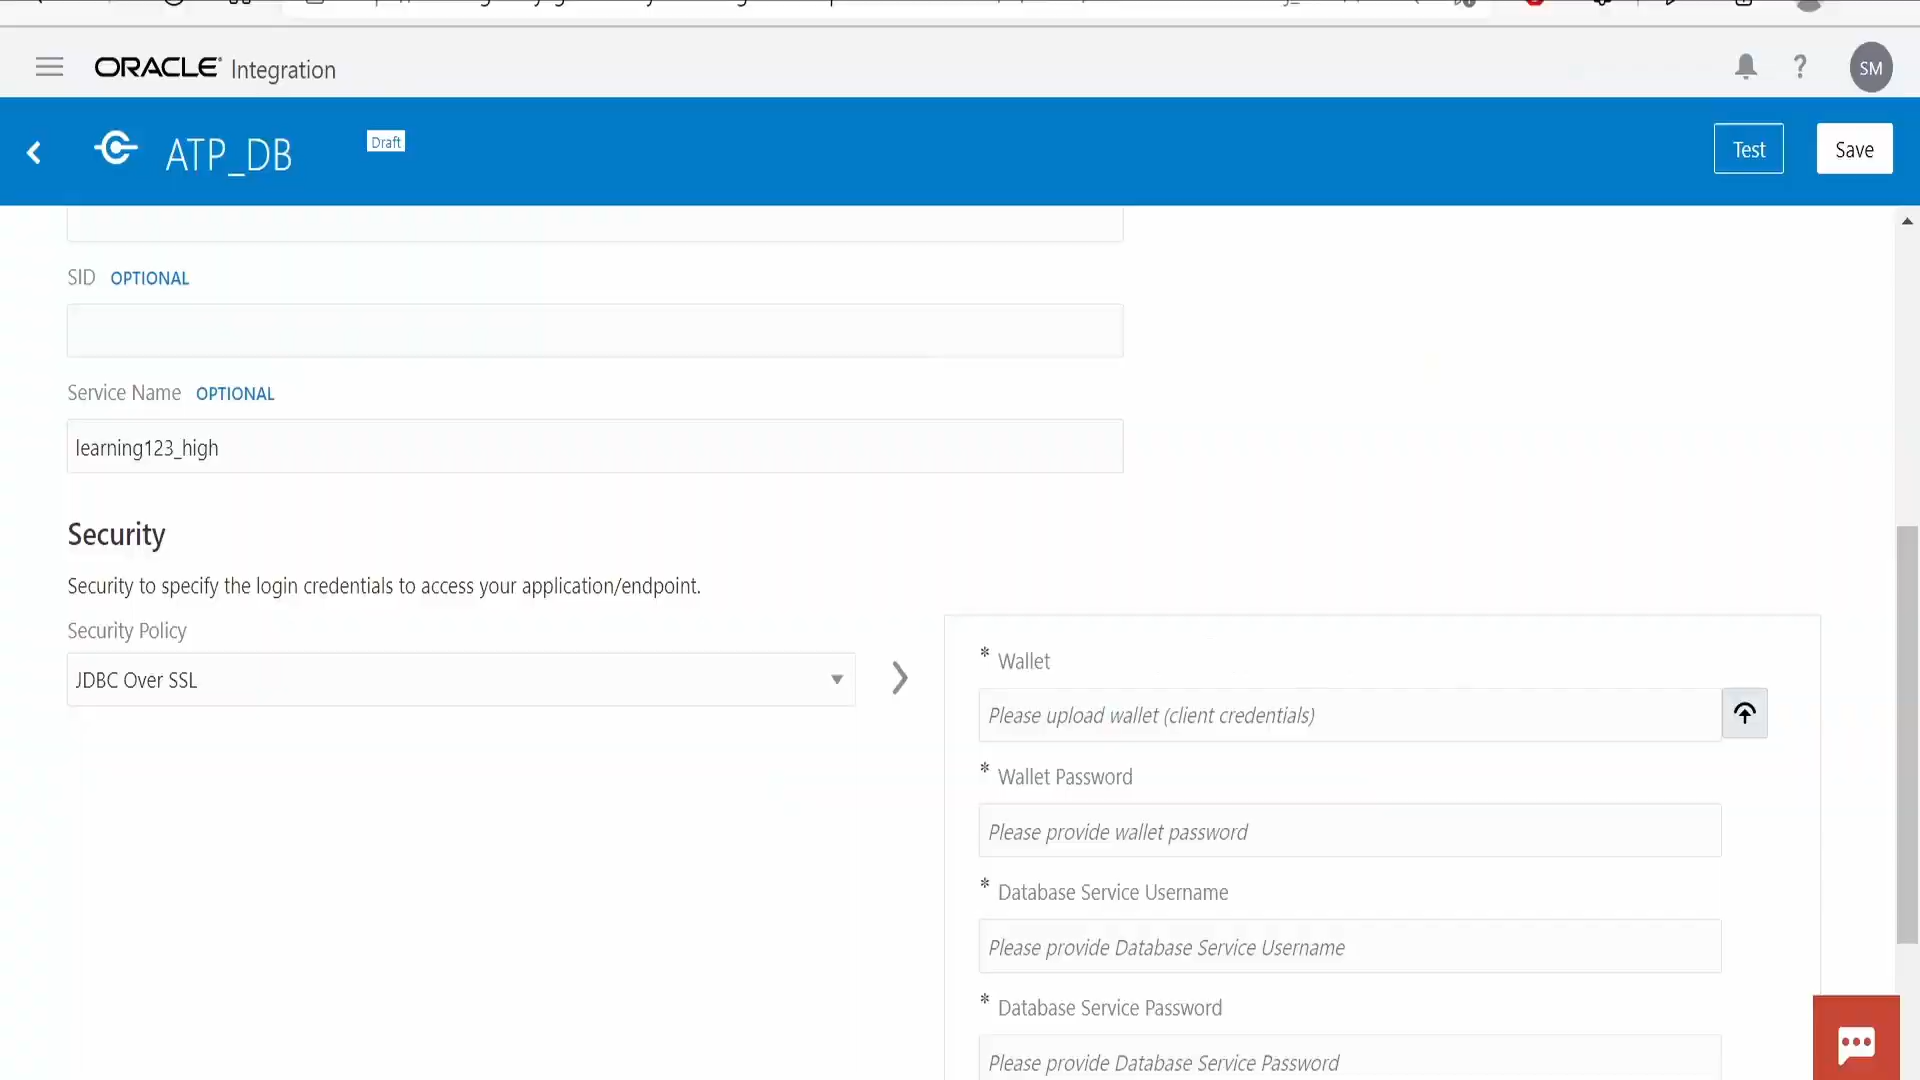 ORACLE Integration
SM
ATP_DB
Draft
Test
Save
SID OPTIONAL
Service Name OPTIONAL
learning123_high
Security
Security to specify the login credentials to access your application/endpoint.
Security Policy
JDBC Over SSL
* Wallet
Please upload wallet (client credentials)
* Wallet Password
Please provide wallet password
* Database Service Username
Please provide Database Service Username
* Database Service Password
Please provide Database Service Password